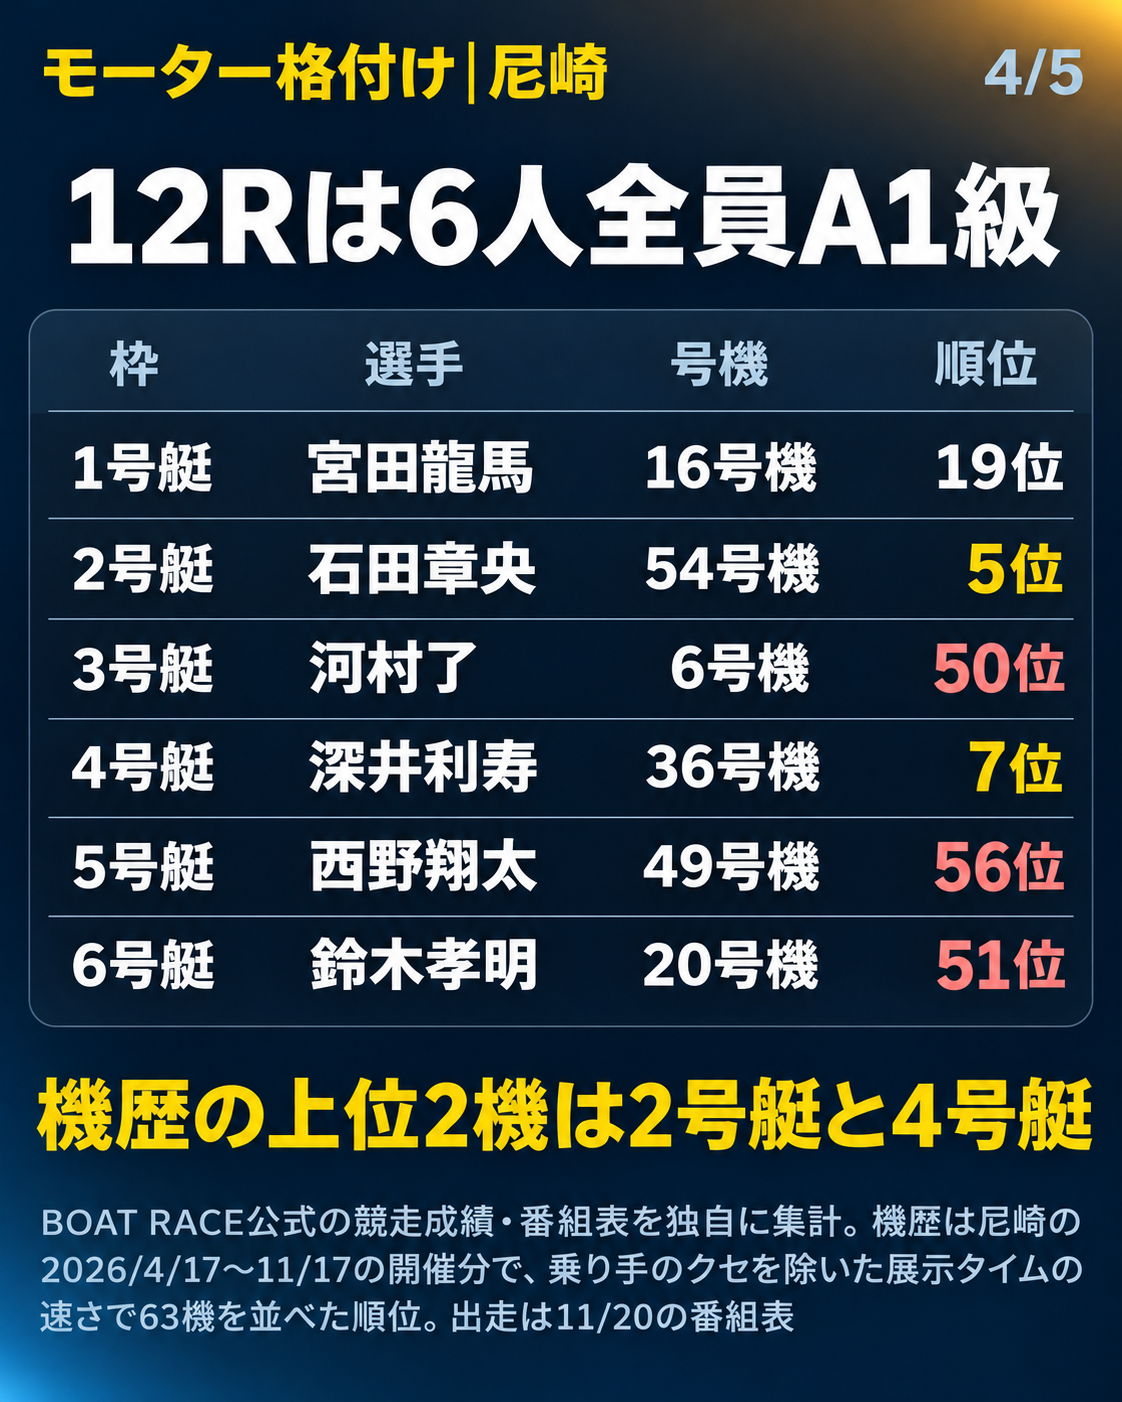 モーター格付け|尼崎 4/5
12Rは6人全員A1級
枠 選手 号機 順位
1号艇 宮田龍馬 16号機 19位
2号艇 石田章央 54号機 5位
3号艇 河村了 6号機 50位
4号艇 深井利寿 36号機 7位
5号艇 西野翔太 49号機 56位
6号艇 鈴木孝明 20号機 51位
機歴の上位2機は2号艇と4号艇
BOAT RACE公式の競走成績・番組表を独自に集計。機歴は尼崎の
2026/4/17〜11/17の開催分で、乗り手のクセを除いた展示タイムの
速さで63機を並べた順位。出走は11/20の番組表